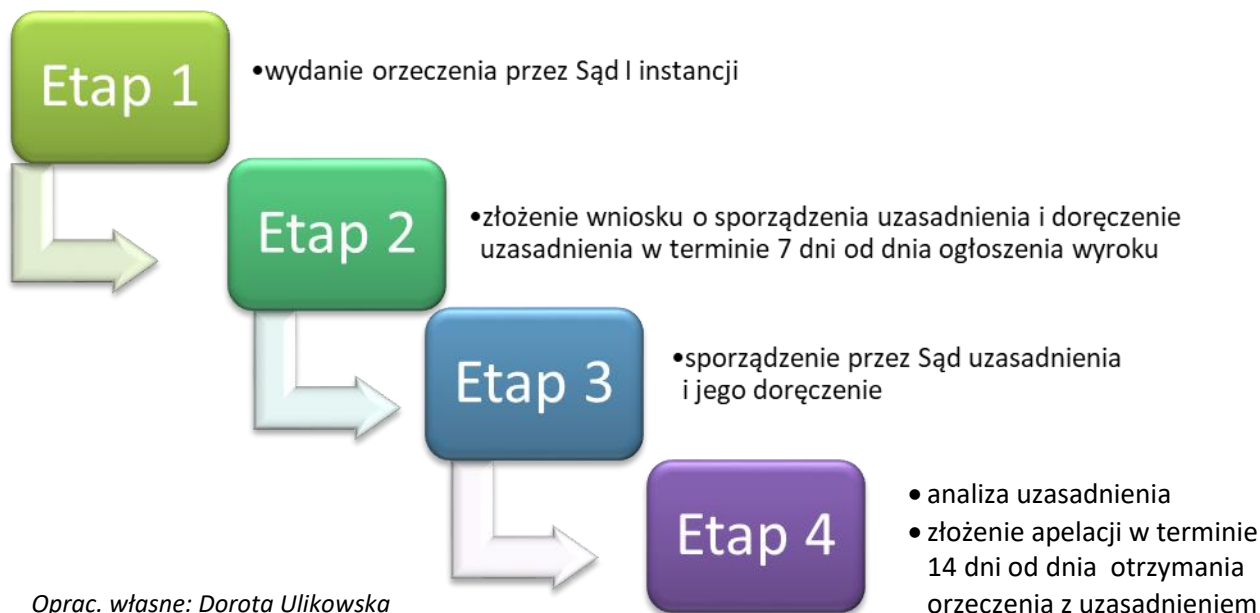 Etap 1
•wydanie orzeczenia przez Sąd I instancji
Etap 2
•złożenie wniosku o sporządzenia uzasadnienia i doręczenie
uzasadnienia w terminie 7 dni od dnia ogłoszenia wyroku
Etap 3
•sporządzenie przez Sąd uzasadnienia
i jego doręczenie
Etap 4
• analiza uzasadnienia
• złożenie apelacji w terminie
14 dni od dnia otrzymania
orzeczenia z uzasadnieniem
Oprac. własne: Dorota Ulikowska